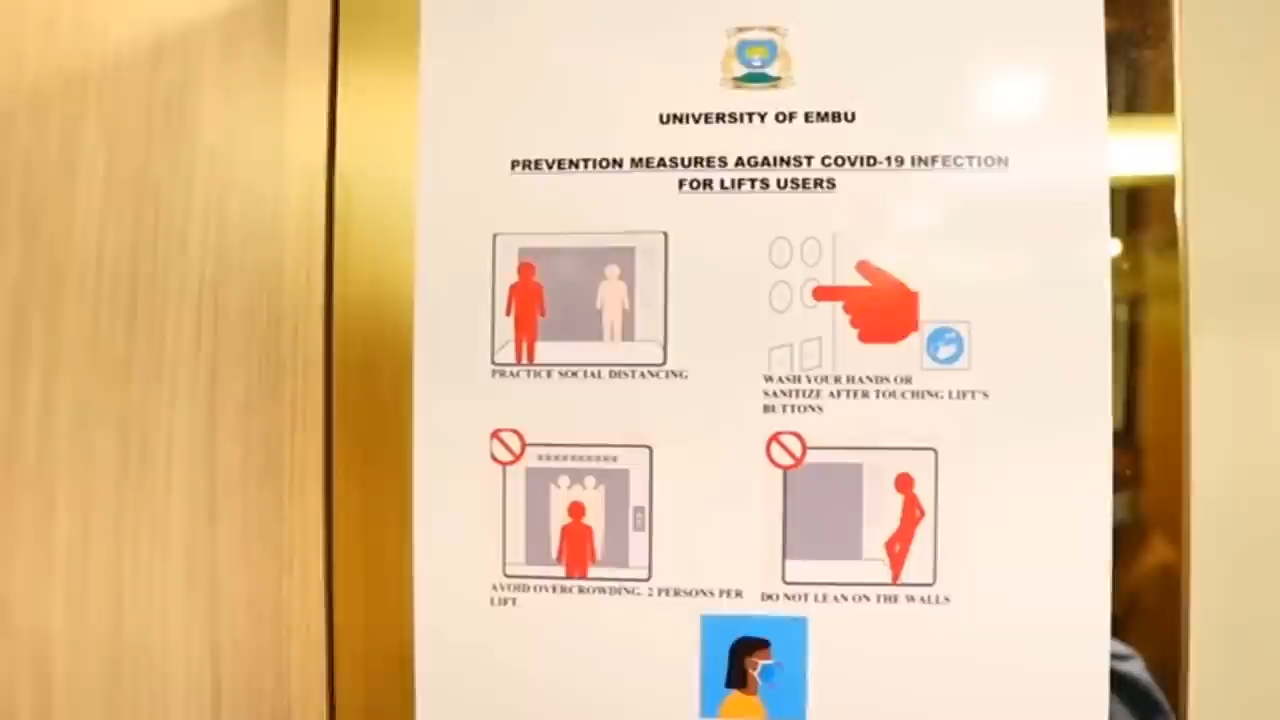 UNIVERSITY OF EMBU
PREVENTION MEASURES AGAINST COVID-19 INFECTION
FOR LIFTS USERS
PRACTICE SOCIAL DISTANCING
WASH YOUR HANDS OR
SANITIZE AFTER TOUCHING LIFT'S
BUTTONS
AVOID OVERCROWDING. 2 PERSONS PER
LIFT
DO NOT LEAN ON THE WALLS